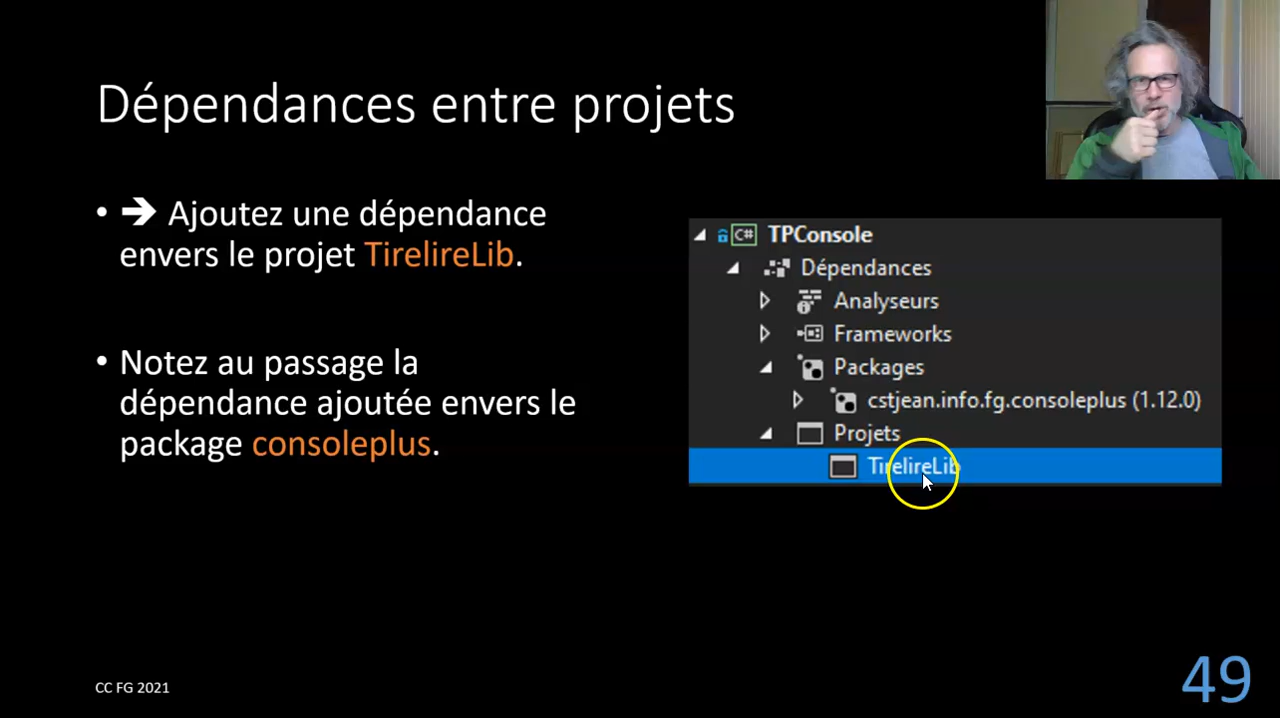 Dépendances entre projets
• ➔ Ajoutez une dépendance
envers le projet TirelireLib.
• Notez au passage la
dépendance ajoutée envers le
package consoleplus.
C# TPConsole
Dépendances
Analyseurs
Frameworks
Packages
cstjean.info.fg.consoleplus (1.12.0)
Projets
TirelireLib
CC FG 2021
49